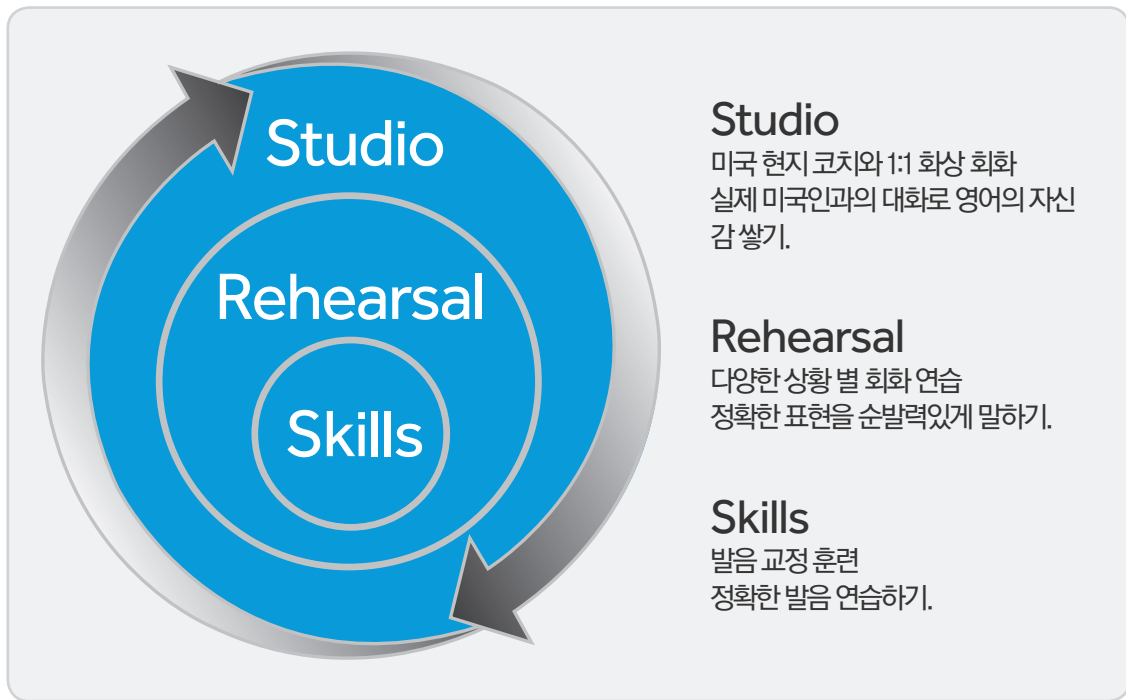 Studio
Rehearsal
Skills
Studio
미국 현지 코치와 1:1 화상 회화
실제 미국인과의 대화로 영어의 자신
감 쌓기.
Rehearsal
다양한 상황 별 회화 연습
정확한 표현을 순발력있게 말하기.
Skills
발음 교정 훈련
정확한 발음 연습하기.